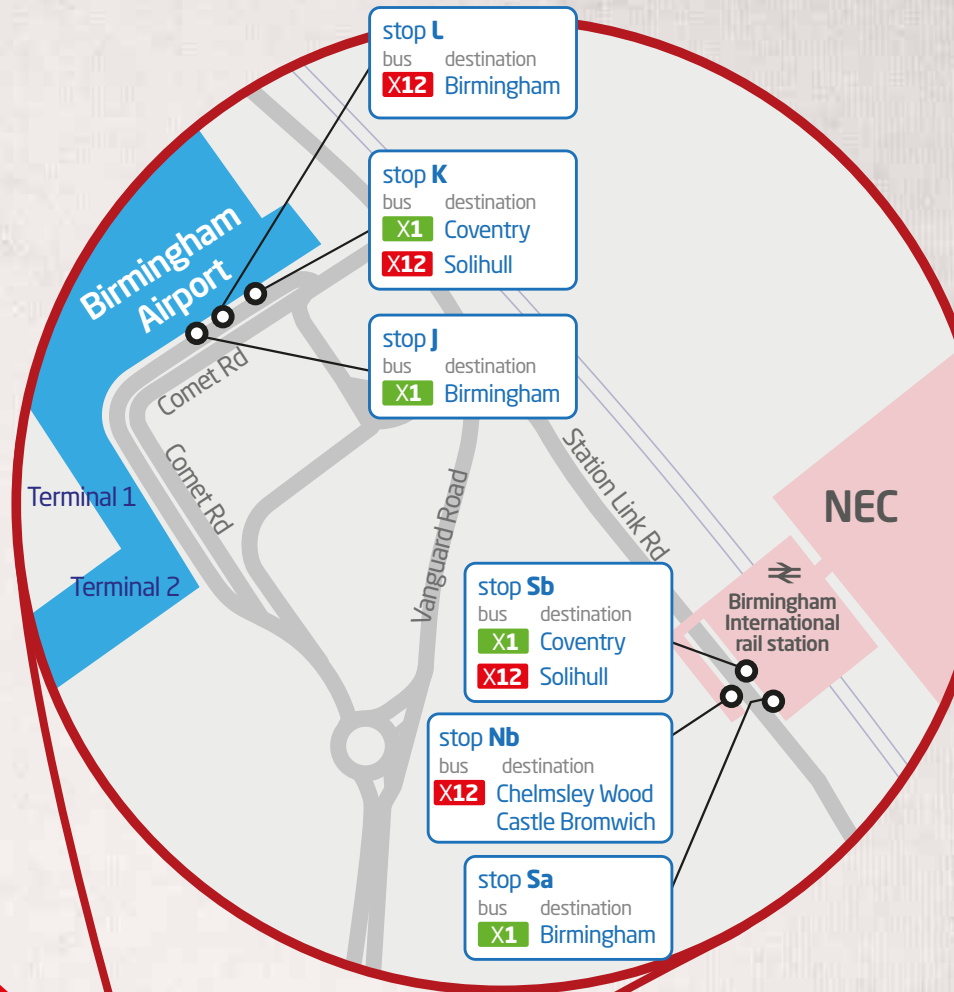 stop L
bus destination
X12 Birmingham
stop K
bus destination
X1 Coventry
X12 Solihull
stop J
bus destination
X1 Birmingham
Birmingham
Airport
Comet Rd
Comet Rd
Terminal 1
Terminal 2
Vanguard Road
Station Link Rd
NEC
Birmingham
International
rail station
stop Sb
bus destination
X1 Coventry
X12 Solihull
stop Nb
bus destination
X12 Chelmsley Wood
Castle Bromwich
stop Sa
bus destination
X1 Birmingham